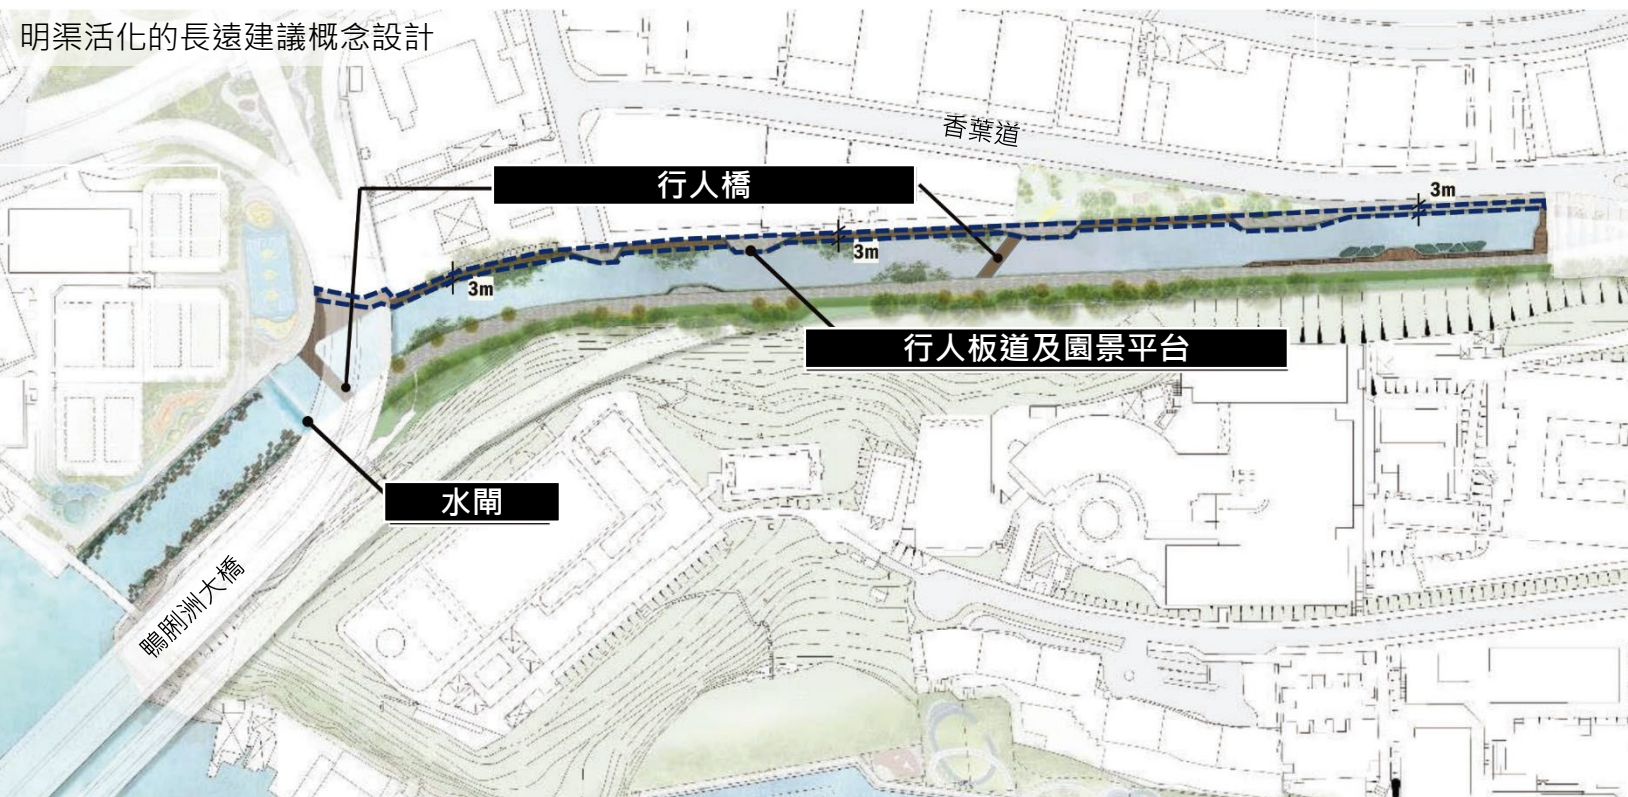 明渠活化的長遠建議概念設計
香葉道
行人橋
3m
3m
3m
行人板道及園景平台
水閘
鴨脷洲大橋